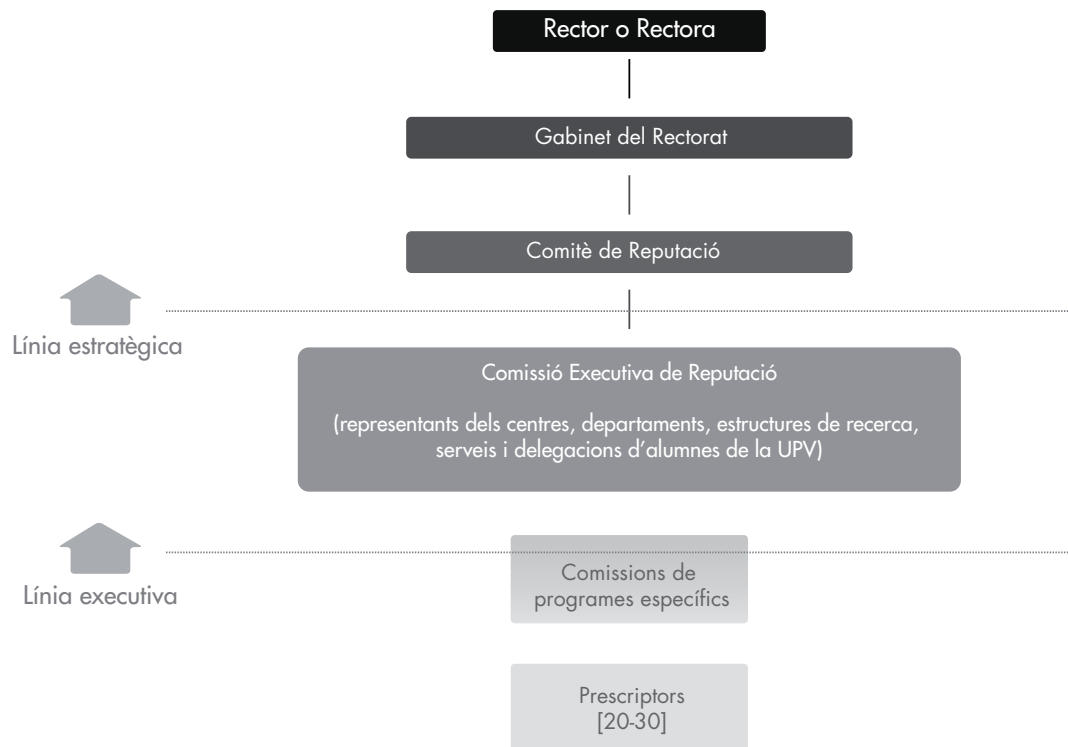 Rector o Rectora
Gabinet del Rectorat
Comitè de Reputació
Línia estratègica
Comissió Executiva de Reputació
(representants dels centres, departaments, estructures de recerca,
serveis i delegacions d’alumnes de la UPV)
Línia executiva
Comissions de
programes específics
Prescriptors
[20-30]